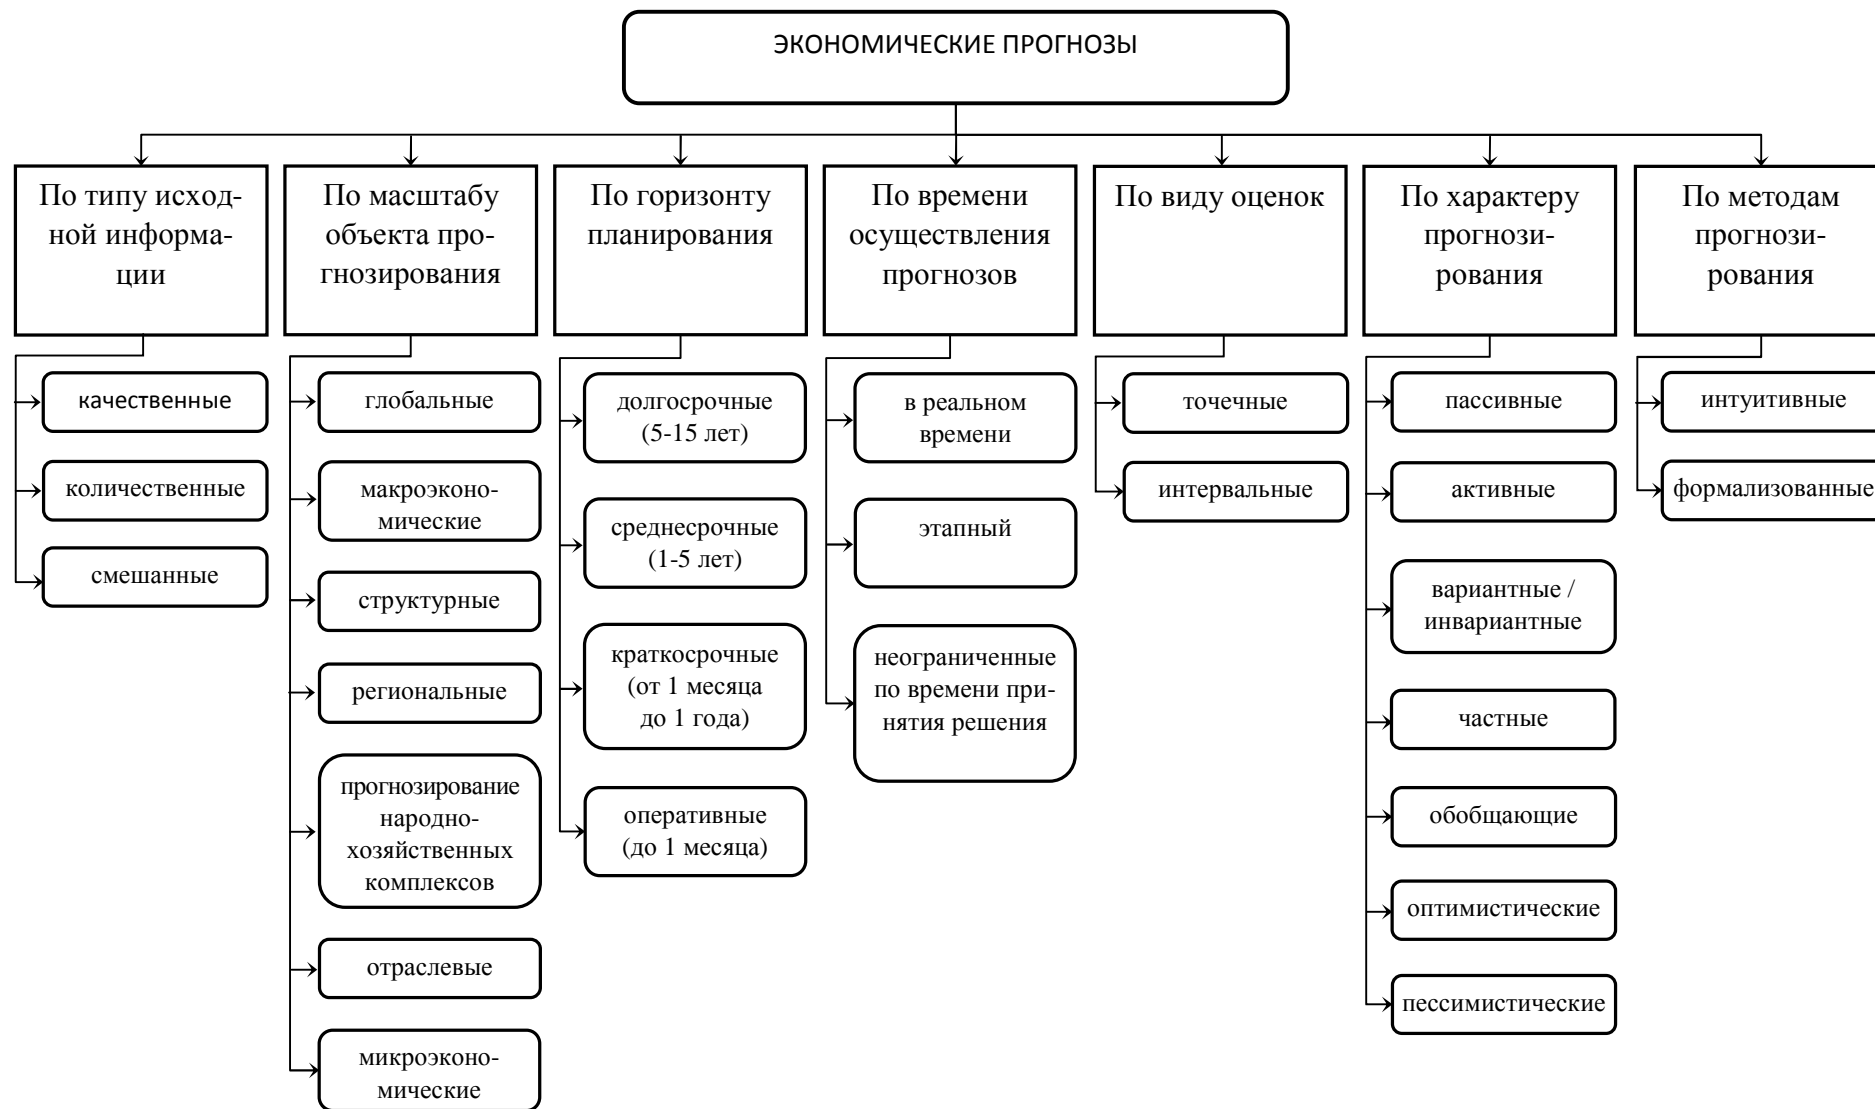 ЭКОНОМИЧЕСКИЕ ПРОГНОЗЫ
По типу исход-
ной информа-
ции
качественные
количественные
смешанные
По масштабу
объекта про-
гнозирования
глобальные
макроэконо-
мические
структурные
региональные
прогнозирование
народно-
хозяйственных
комплексов
отраслевые
микроэконо-
мические
По горизонту
планирования
долгосрочные
(5-15 лет)
среднесрочные
(1-5 лет)
краткосрочные
(от 1 месяца
до 1 года)
оперативные
(до 1 месяца)
По времени
осуществления
прогнозов
в реальном
времени
этапный
неограниченные
по времени при-
нятия решения
По виду оценок
точечные
интервальные
По характеру
прогнози-
рования
пассивные
активные
вариантные /
инвариантные
частные
обобщающие
оптимистические
пессимистические
По методам
прогнози-
рования
интуитивные
формализованные